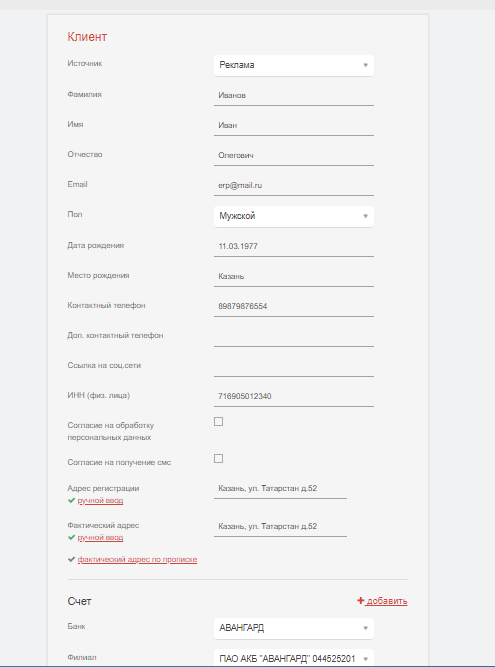 Клиент
Источник Реклама
Фамилия Иванов
Имя Иван
Отчество Олегович
Email erp@mail.ru
Пол Мужской
Дата рождения 11.03.1977
Место рождения Казань
Контактный телефон 89879876554
Доп. контактный телефон
Ссылка на соц.сети
ИНН (физ. лица) 716905012340
Согласие на обработку
персональных данных
Согласие на получение смс
Адрес регистрации Казань, ул. Татарстан д.52
ручной ввод
Фактический адрес Казань, ул. Татарстан д.52
ручной ввод
фактический адрес по прописке
Счет + добавить
Банк АВАНГАРД
Филиал ПАО АКБ "АВАНГАРД" 044525201